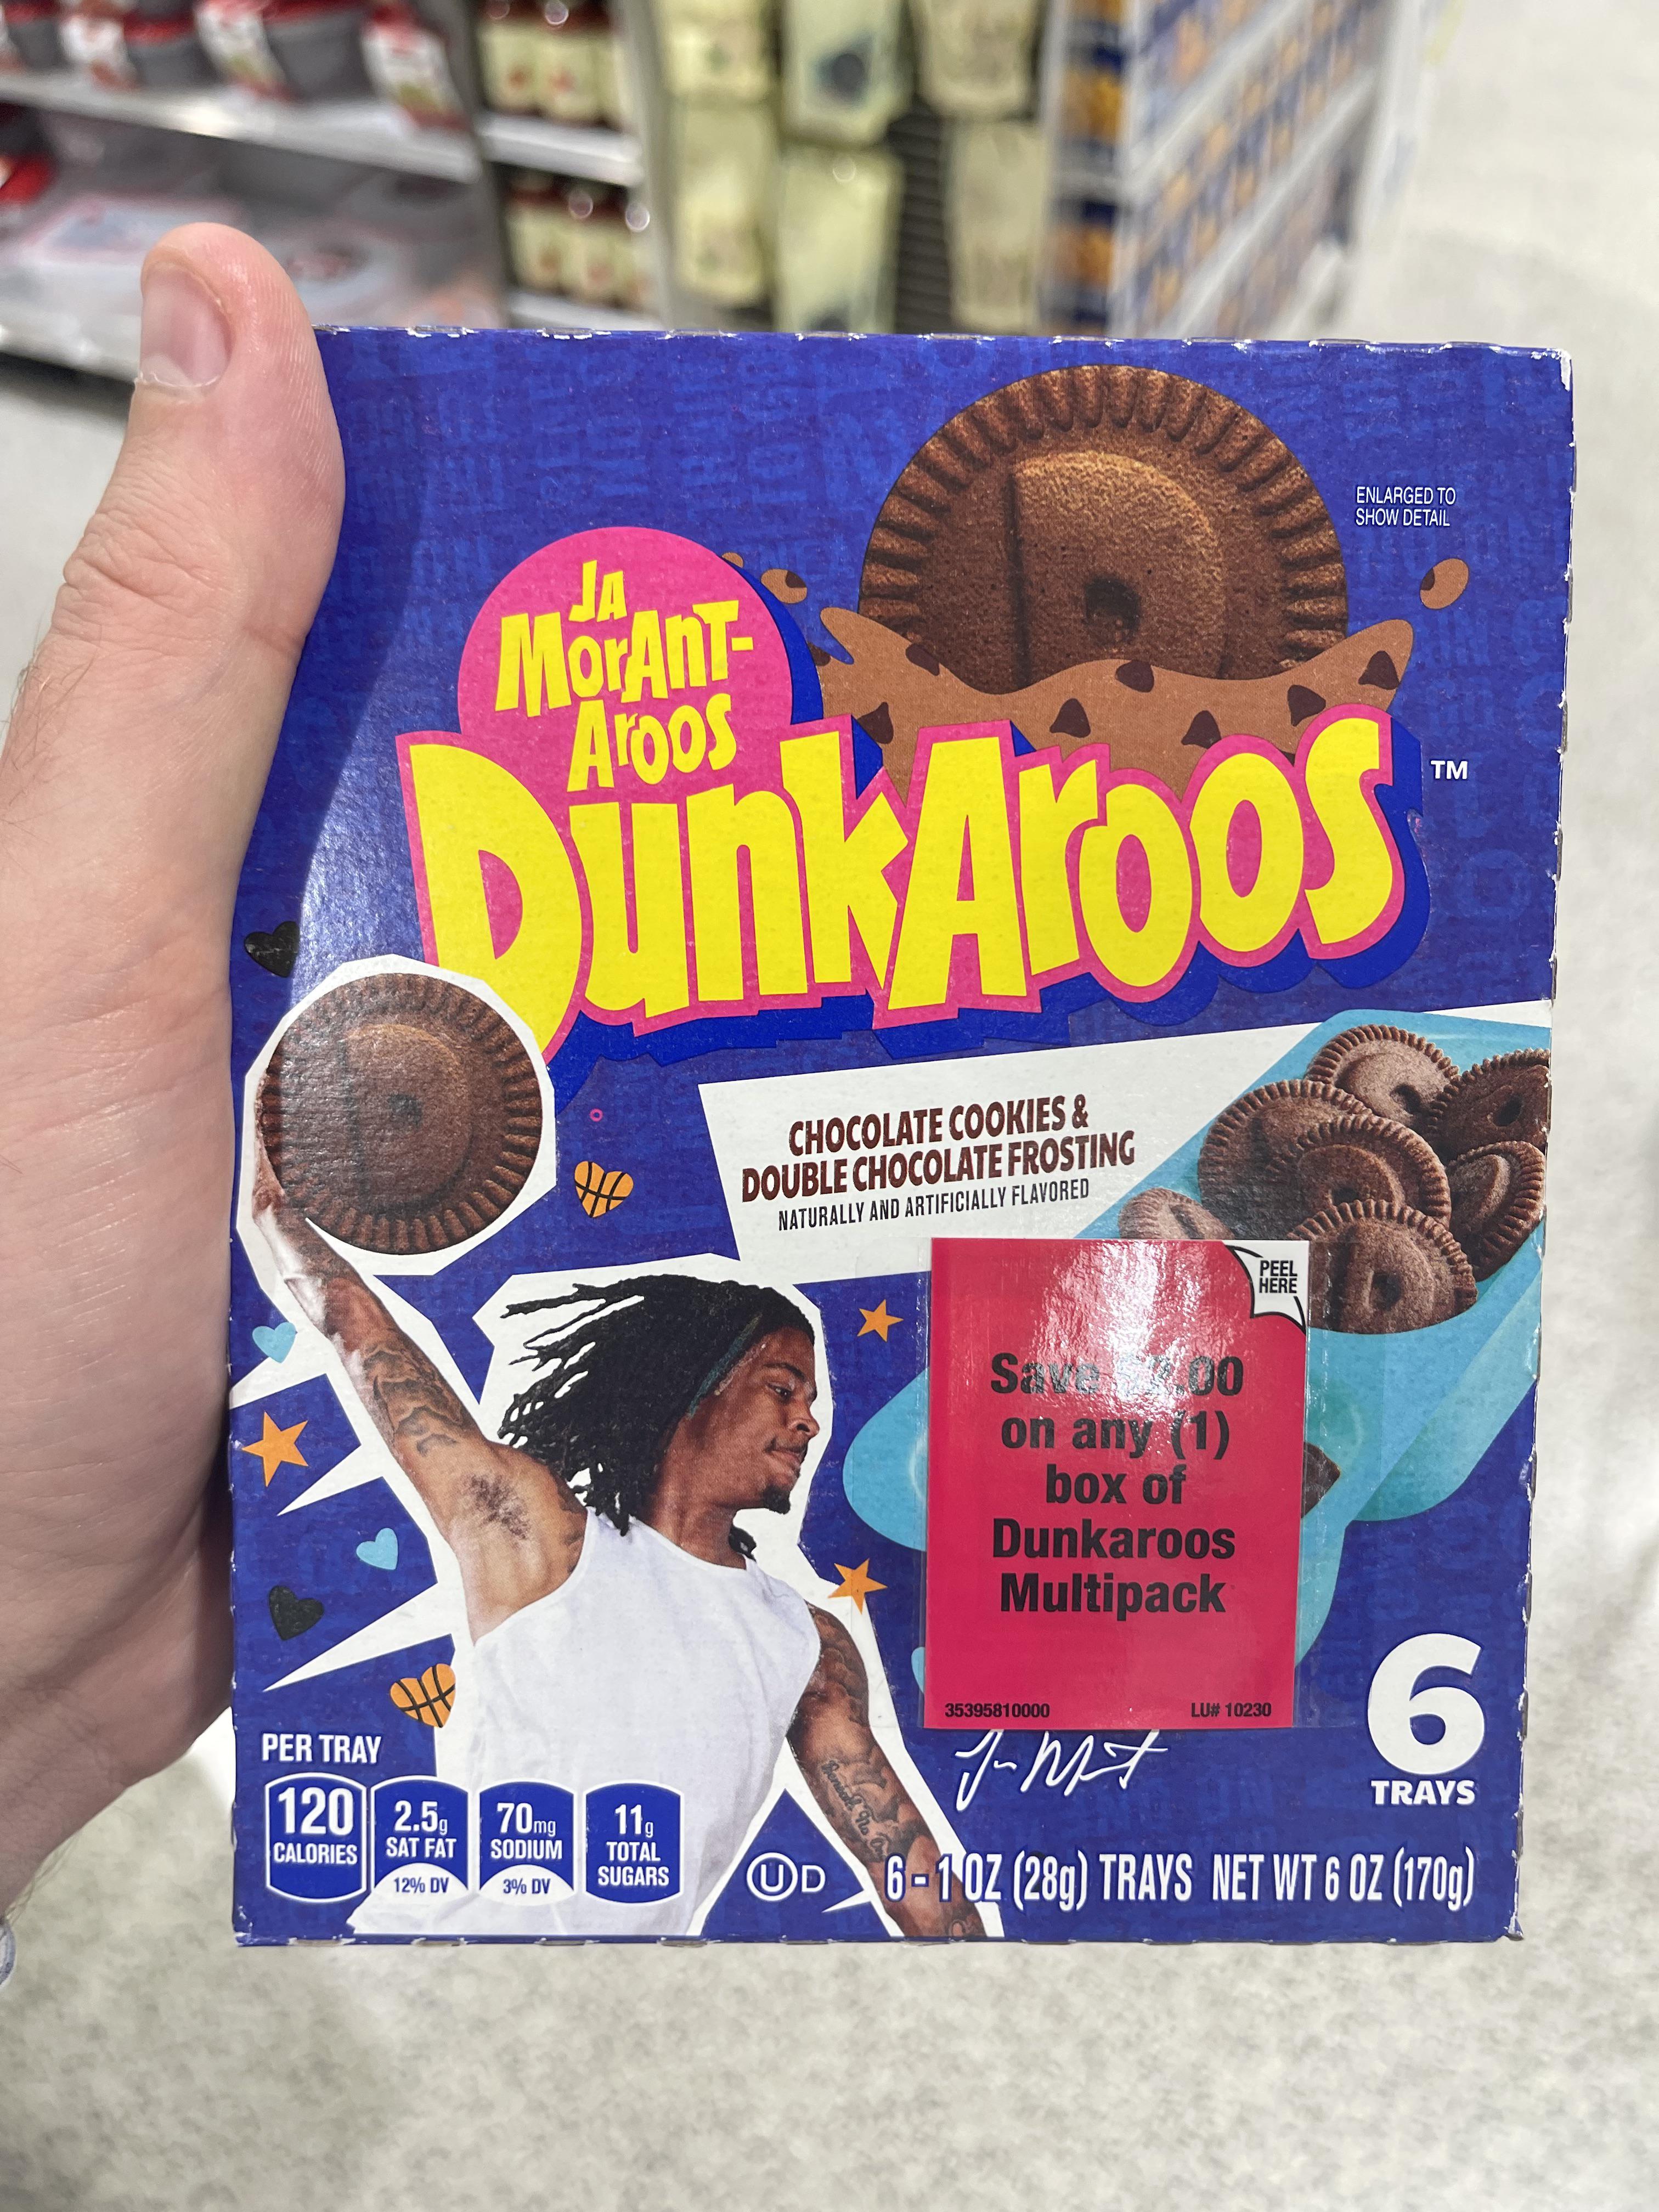 ENLARGED TO
SHOW DETAIL
JA
MorAnT-
Aroos
DunkAroos
TM
CHOCOLATE COOKIES &
DOUBLE CHOCOLATE FROSTING
NATURALLY AND ARTIFICIALLY FLAVORED
PEEL
HERE
Save $2.00
on any (1)
box of
Dunkaroos
Multipack
35395810000 LU# 10230
6
TRAYS
PER TRAY
120
CALORIES
2.5g
SAT FAT
12% DV
70mg
SODIUM
3% DV
11g
TOTAL
SUGARS
U D
6 - 1 OZ (28g) TRAYS NET WT 6 OZ (170g)